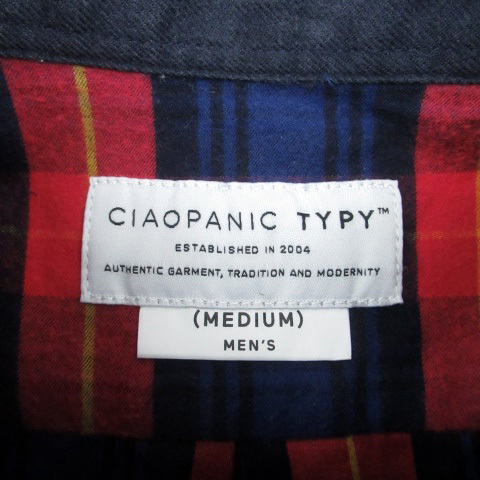 CIAOPANIC TYPY™
ESTABLISHED IN 2004
AUTHENTIC GARMENT, TRADITION AND MODERNITY
(MEDIUM)
MEN'S